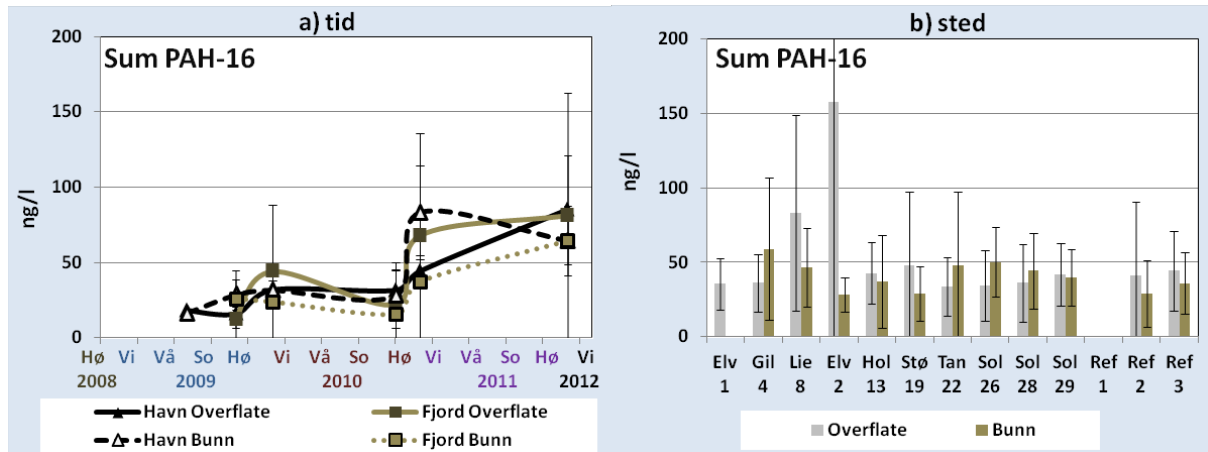 a) tid
Sum PAH-16
ng/l
200
150
100
50
0
Hø Vi Vå So Hø Vi Vå So Hø Vi Vå So Hø Vi
2008 2009 2010 2011 2012
Havn Overflate Fjord Overflate
Havn Bunn Fjord Bunn
b) sted
Sum PAH-16
ng/l
200
150
100
50
0
Elv Gil Lie Elv Hol Stø Tan Sol Sol Sol Ref Ref Ref
1 4 8 2 13 19 22 26 28 29 1 2 3
Overflate Bunn